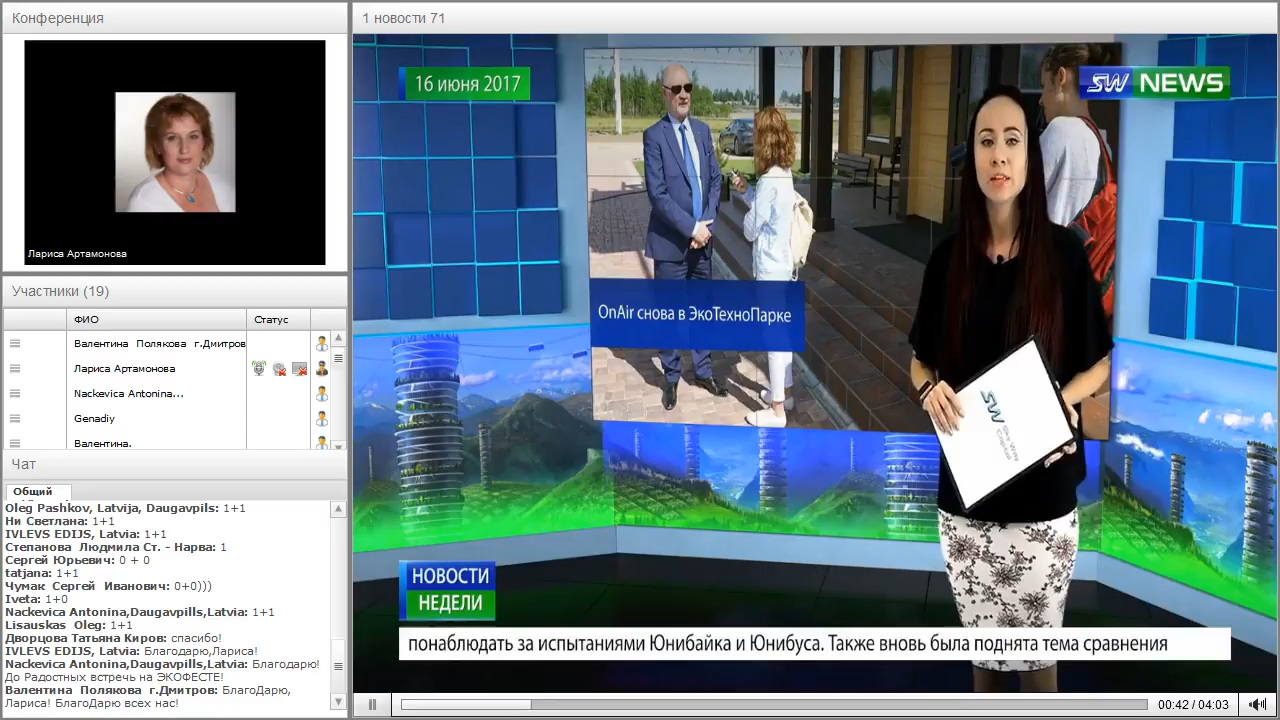 Конференция
Лариса Артамонова
Участники (19)
ФИО Статус
Валентина Полякова г.Дмитров
Лариса Артамонова
Nackevica Antonina,...
Genadiy
Валентина.
Чат
Общий
Oleg Pashkov, Latvija, Daugavpils: 1+1
Ни Светлана: 1+1
IVLEVS EDIJS, Latvia: 1+1
Степанова Людмила Ст. - Нарва: 1
Сергей Юрьевич: 0 + 0
tatjana: 1+1
Чумак Сергей Иванович: 0+0)))
Iveta: 1+0
Nackevica Antonina,Daugavpills,Latvia: 1+1
Lisauskas Oleg: 1+1
Дворцова Татьяна Киров: спасибо!
IVLEVS EDIJS, Latvia: Благодарю,Лариса!
Nackevica Antonina,Daugavpills,Latvia: Благодарю!
До Радостных встречь на ЭКОФЕСТЕ!
Валентина Полякова г.Дмитров: БлагоДарю,
Лариса! БлягоДарю всех нас!
1 новости 71
16 июня 2017
SW NEWS
OnAir снова в ЭкоТехноПарке
SW
SkyWay
Capital
НОВОСТИ
НЕДЕЛИ
понаблюдать за испытаниями Юнибайка и Юнибуса. Также вновь была поднята тема сравнения
00:42 / 04:03